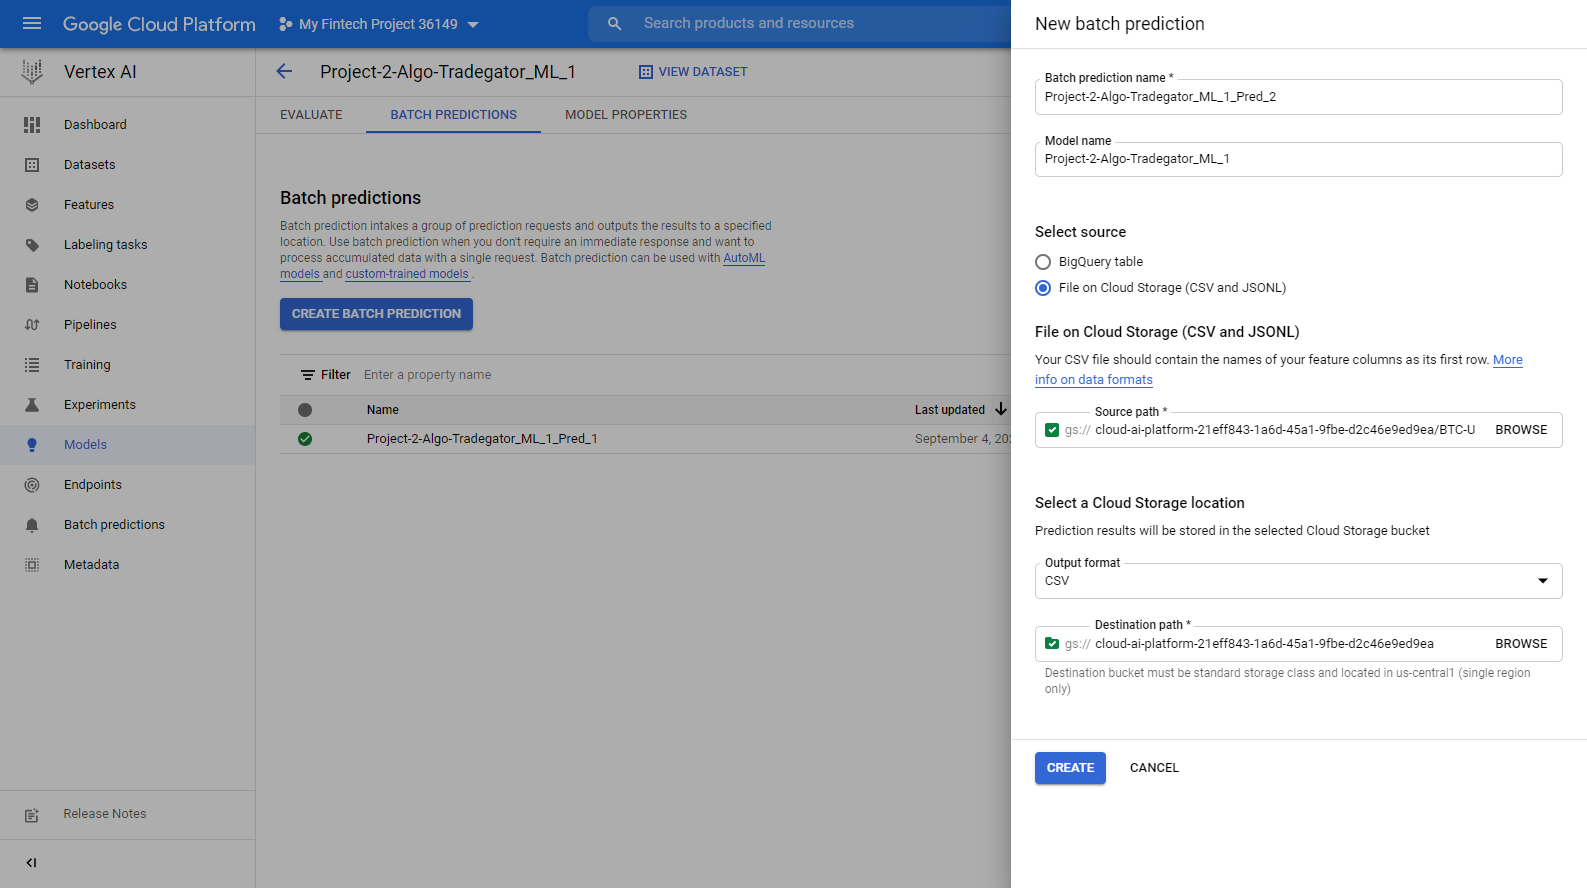 Google Cloud Platform
My Fintech Project 36149
Search products and resources
Vertex AI
Dashboard
Datasets
Features
Labeling tasks
Notebooks
Pipelines
Training
Experiments
Models
Endpoints
Batch predictions
Metadata
Release Notes
Project-2-Algo-Tradegator_ML_1
VIEW DATASET
EVALUATE
BATCH PREDICTIONS
MODEL PROPERTIES
Batch predictions
Batch prediction intakes a group of prediction requests and outputs the results to a specified
location. Use batch prediction when you don't require an immediate response and want to
process accumulated data with a single request. Batch prediction can be used with AutoML
models and custom-trained models .
CREATE BATCH PREDICTION
Filter Enter a property name
Name Last updated
Project-2-Algo-Tradegator_ML_1_Pred_1 September 4,
New batch prediction
Batch prediction name *
Project-2-Algo-Tradegator_ML_1_Pred_2
Model name
Project-2-Algo-Tradegator_ML_1
Select source
BigQuery table
File on Cloud Storage (CSV and JSONL)
File on Cloud Storage (CSV and JSONL)
Your CSV file should contain the names of your feature columns as its first row. More
info on data formats
Source path *
gs:// cloud-ai-platform-21eff843-1a6d-45a1-9fbe-d2c46e9ed9ea/BTC-U BROWSE
Select a Cloud Storage location
Prediction results will be stored in the selected Cloud Storage bucket
Output format
CSV
Destination path *
gs:// cloud-ai-platform-21eff843-1a6d-45a1-9fbe-d2c46e9ed9ea BROWSE
Destination bucket must be standard storage class and located in us-central1 (single region
only)
CREATE CANCEL